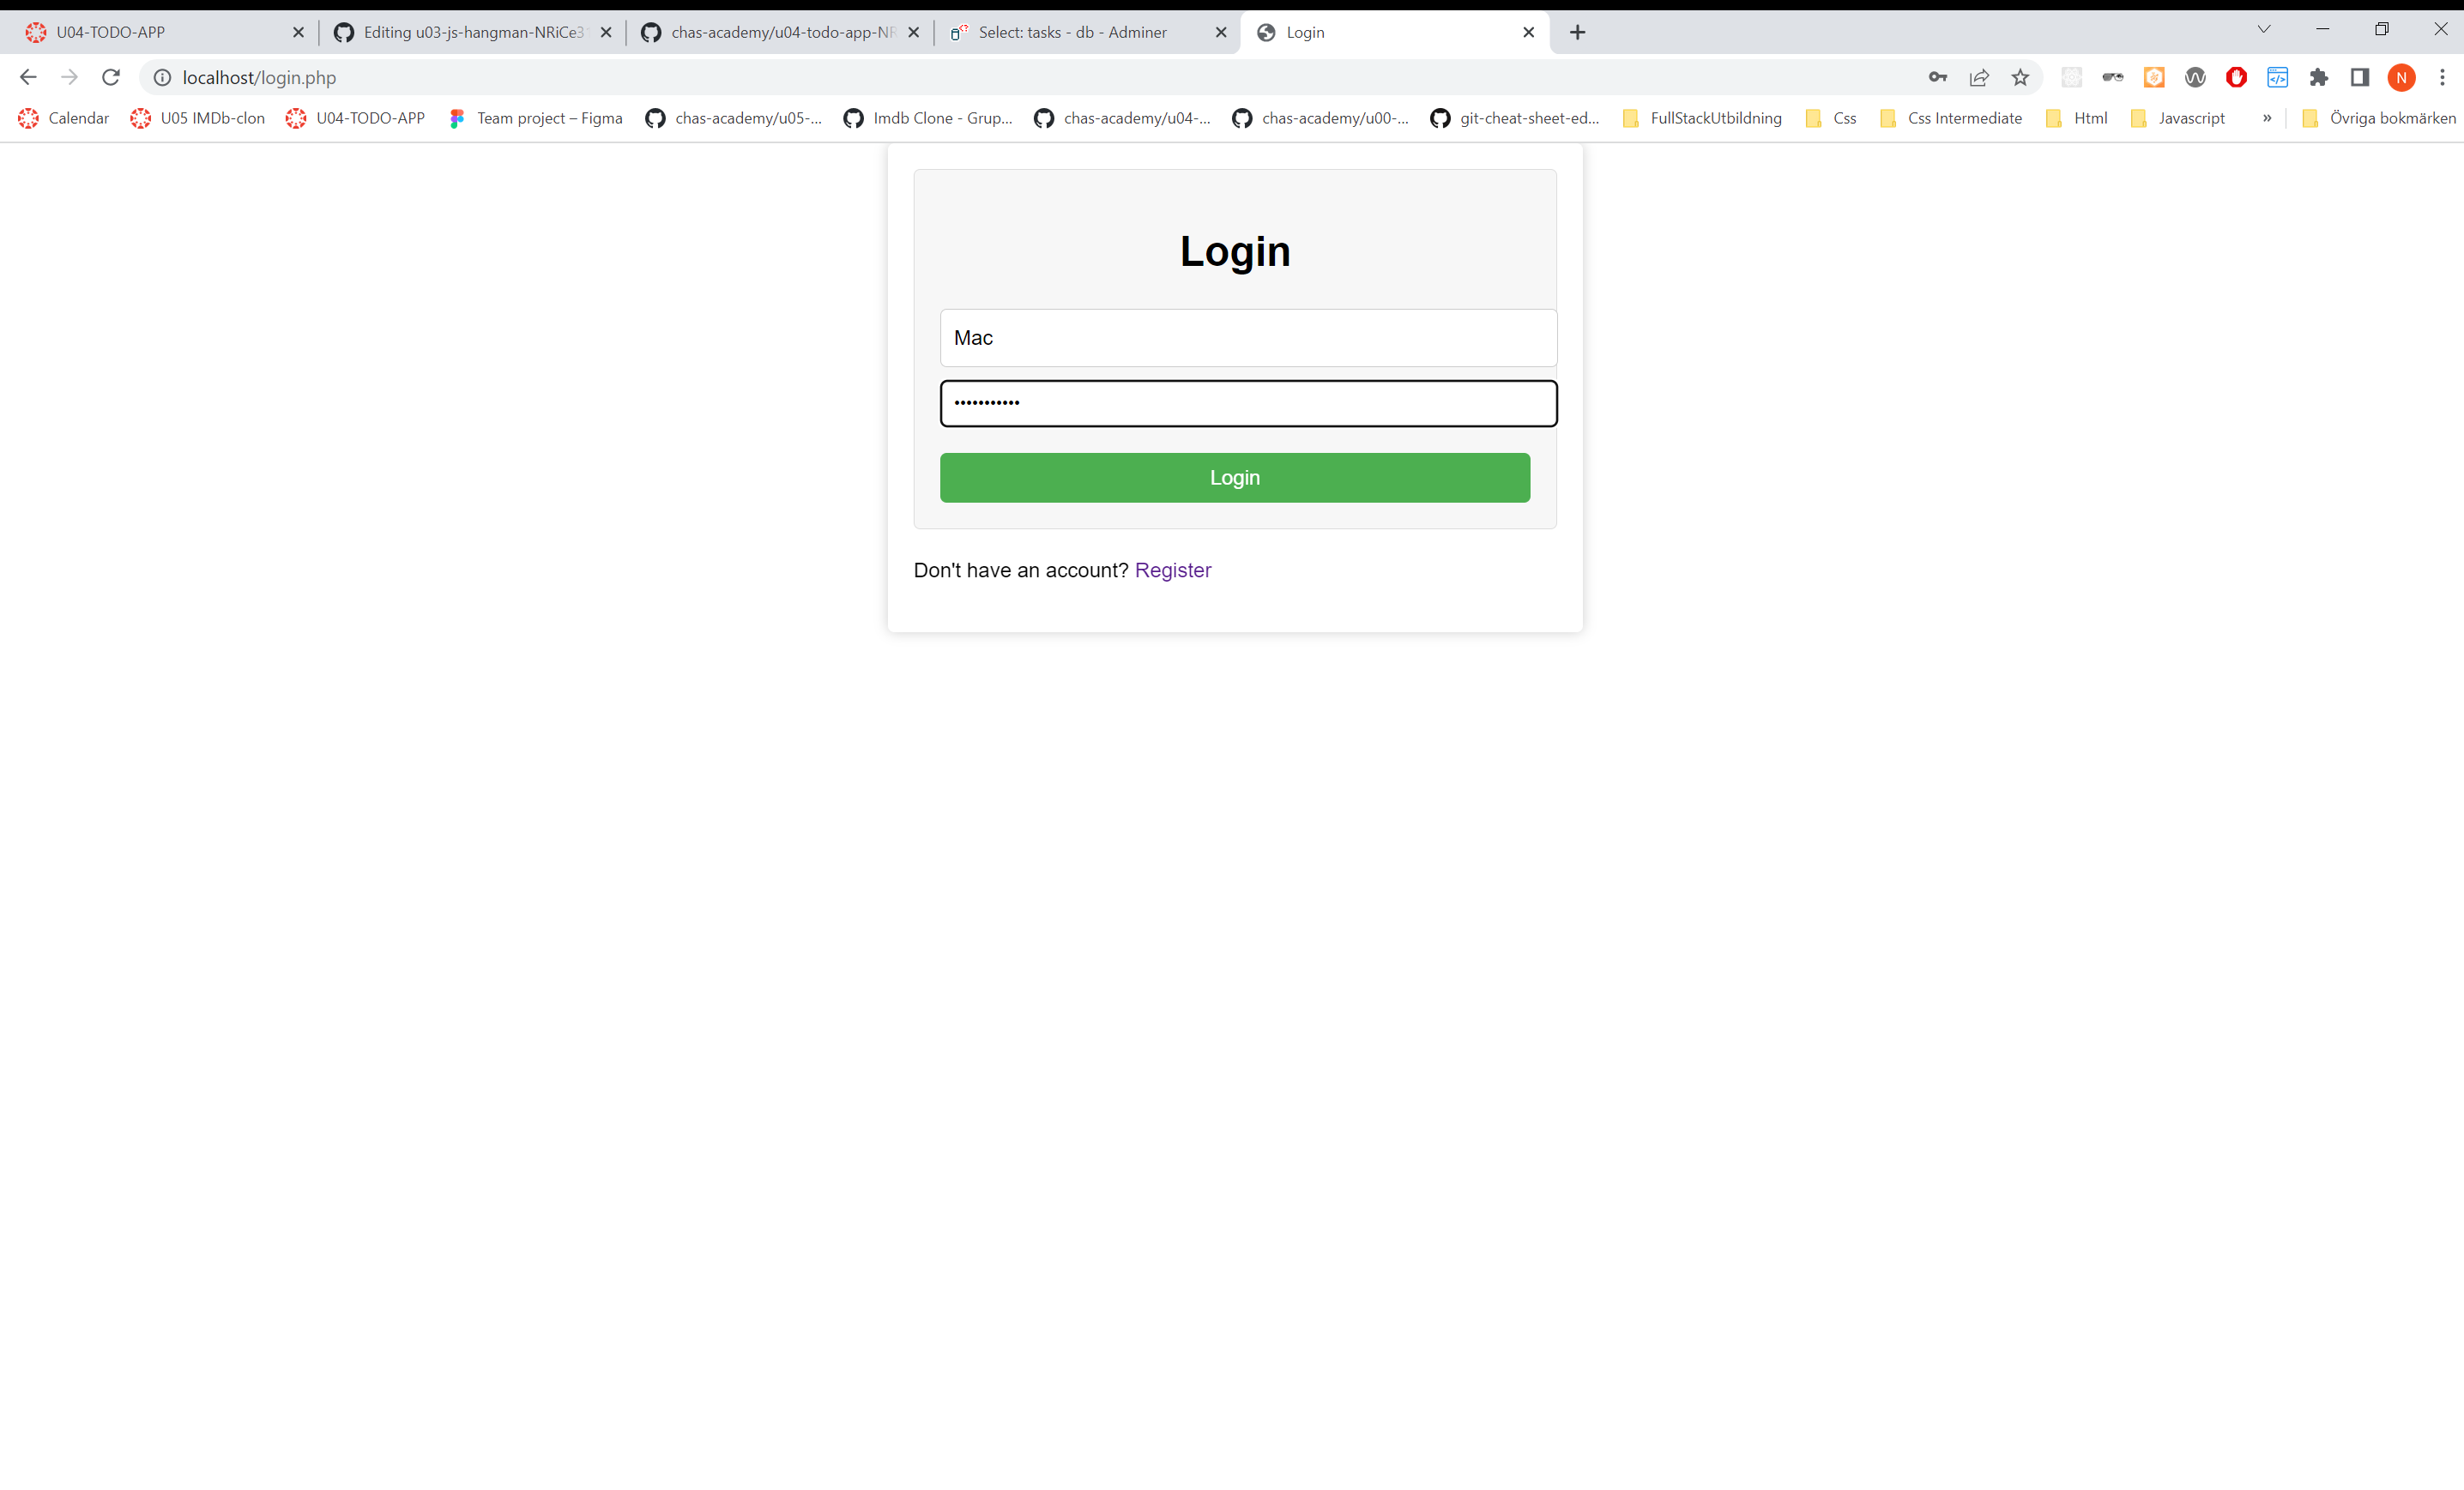 U04-TODO-APP
Editing u03-js-hangman-NRiCe3
chas-academy/u04-todo-app-NR
Select: tasks - db - Adminer
Login
localhost/login.php
N
Calendar
U05 IMDb-clon
U04-TODO-APP
Team project – Figma
chas-academy/u05-...
Imdb Clone - Grup...
chas-academy/u04-...
chas-academy/u00-...
git-cheat-sheet-ed...
FullStackUtbildning
Css
Css Intermediate
Html
Javascript
»
Övriga bokmärken
Login
Mac
•••••••••••
Login
Don't have an account? Register